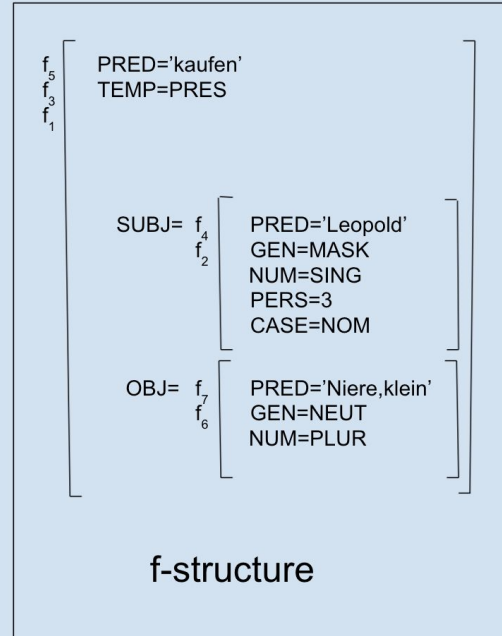 f5 PRED=’kaufen’
f3 TEMP=PRES
f1
SUBJ= f4 PRED=’Leopold’
f2 GEN=MASK
NUM=SING
PERS=3
CASE=NOM
OBJ= f7 PRED=’Niere,klein’
f6 GEN=NEUT
NUM=PLUR
f-structure